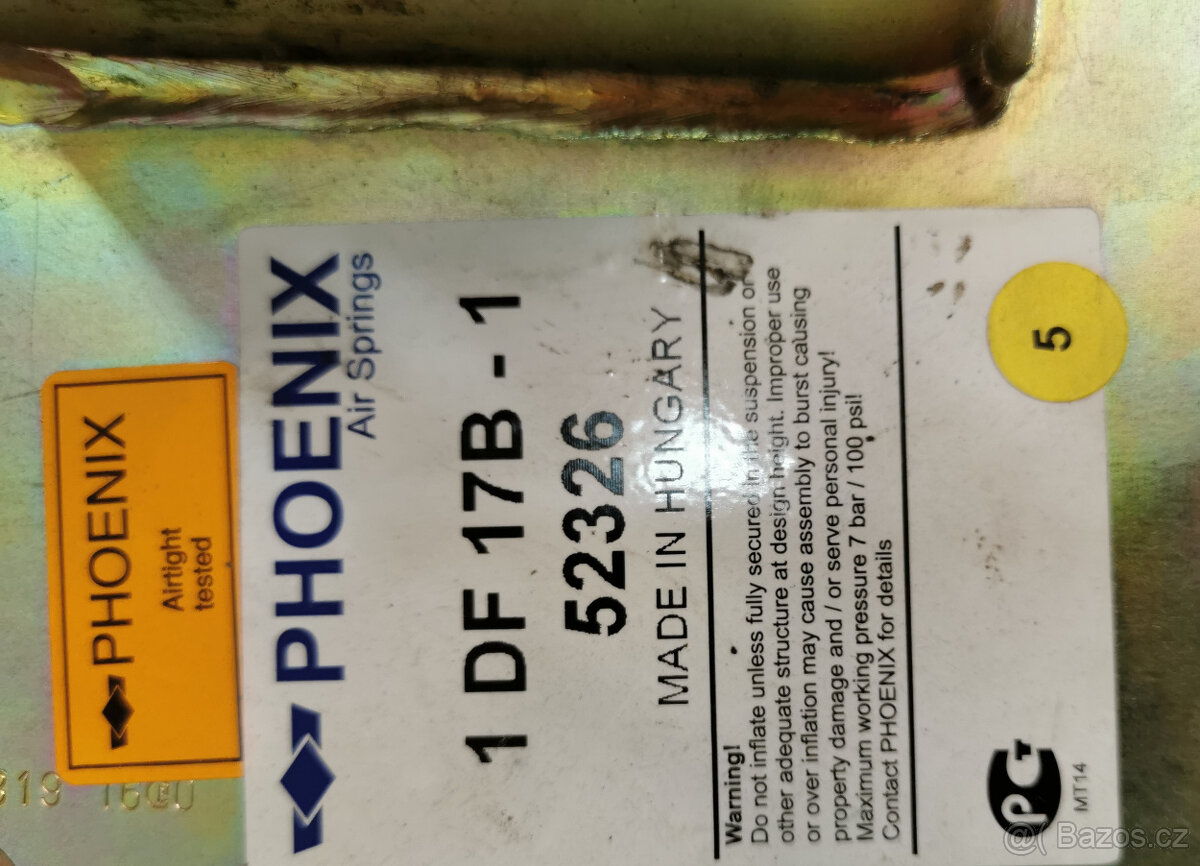 PHOENIX
Airtight
tested
PHOENIX
Air Springs
1 DF 17B - 1
52326
MADE IN HUNGARY
Warning!
Do not inflate unless fully secured in the suspension or
other adequate structure at design height. Improper use
or over inflation may cause assembly to burst causing
property damage and / or serve personal injury!
Maximum working pressure 7 bar / 100 psi!
Contact PHOENIX for details
5
MT14
Bazos.cz